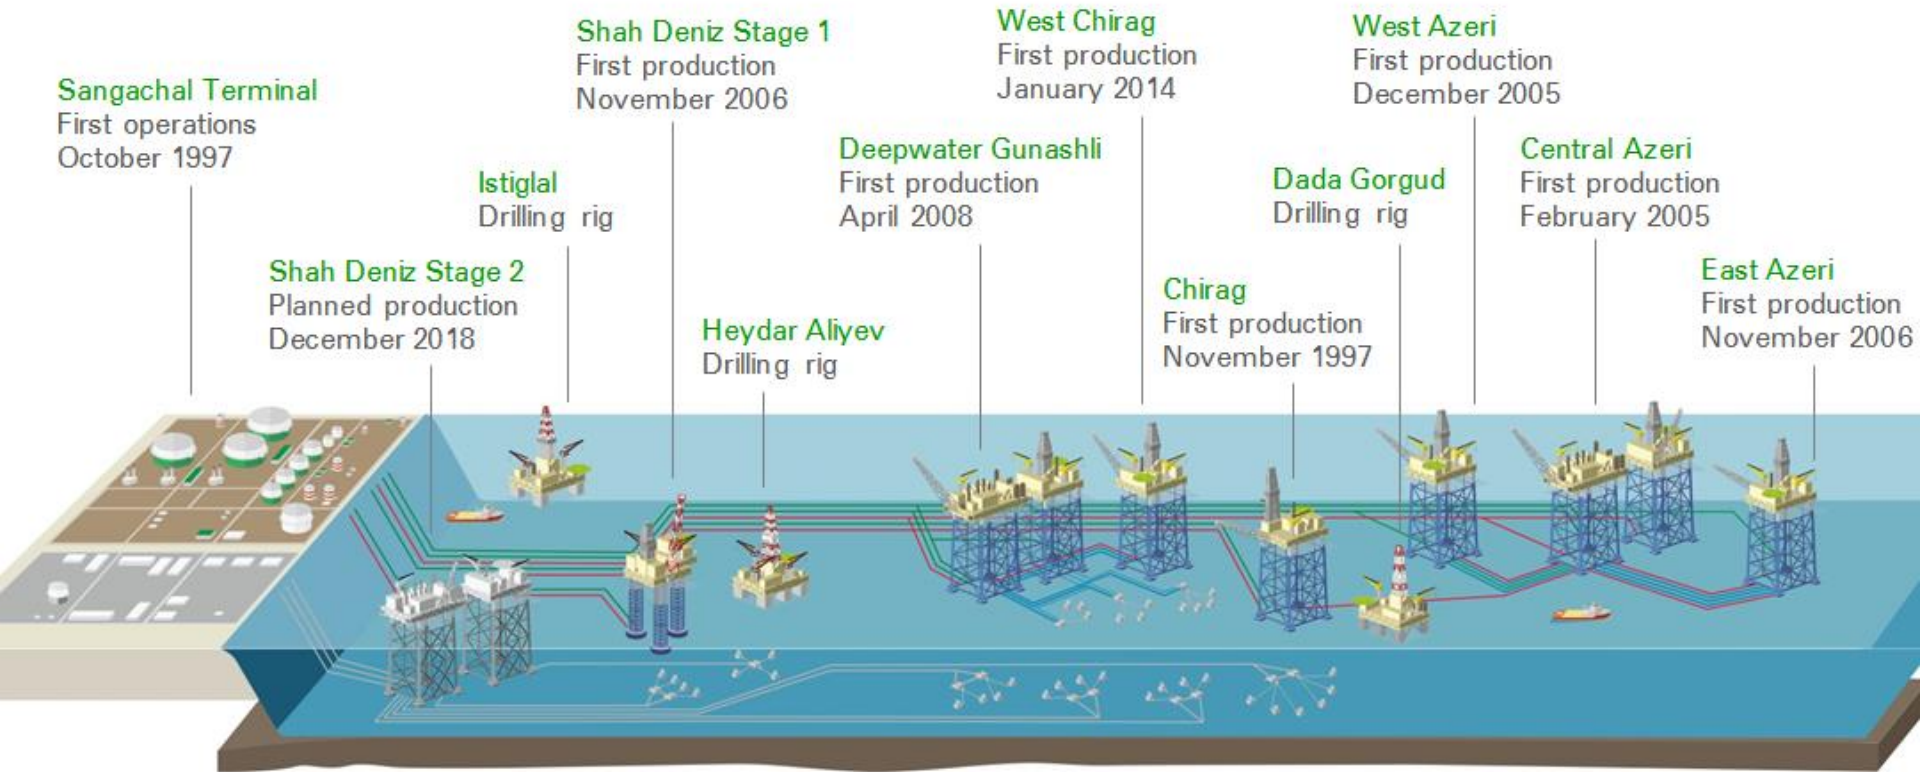 Sangachal Terminal
First operations
October 1997
Shah Deniz Stage 2
Planned production
December 2018
Istiglal
Drilling rig
Shah Deniz Stage 1
First production
November 2006
Heydar Aliyev
Drilling rig
Deepwater Gunashli
First production
April 2008
West Chirag
First production
January 2014
Chirag
First production
November 1997
Dada Gorgud
Drilling rig
West Azeri
First production
December 2005
Central Azeri
First production
February 2005
East Azeri
First production
November 2006